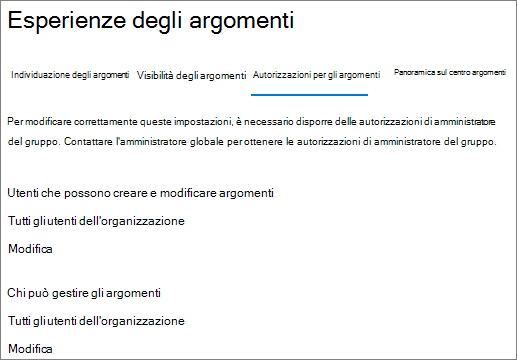 Esperienze degli argomenti
Individuazione degli argomenti Visibilità degli argomenti Autorizzazioni per gli argomenti Panoramica sul centro argomenti
Per modificare correttamente queste impostazioni, è necessario disporre delle autorizzazioni di amministratore
del gruppo. Contattare l'amministratore globale per ottenere le autorizzazioni di amministratore del gruppo.
Utenti che possono creare e modificare argomenti
Tutti gli utenti dell'organizzazione
Modifica
Chi può gestire gli argomenti
Tutti gli utenti dell'organizzazione
Modifica